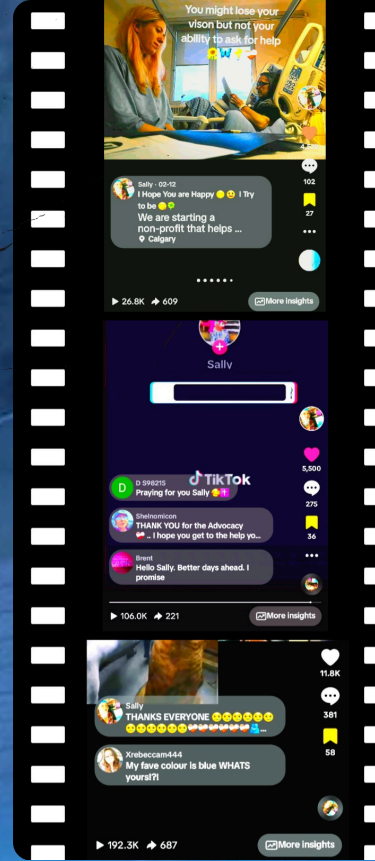 You might lose your
vison but not your
ability to ask for
help
102
Sally · 02-12
I Hope You are Happy 🙂😉 I Try
to be 🙂🥦
We are starting a
non-profit that helps ...
Calgary
27
26.8K 609 More insights
Sally
5,500
TikTok
D S98215
Praying for you Sally 🥰✝️
275
Shelnomicon
THANK YOU for the Advocacy
❤️‍🩹 .. I hope you get to the help yo...
36
Brent
Hello Sally. Better days ahead. I
promise
106.0K 221 More insights
11.8K
Sally
THANKS EVERYONE
...
381
Xrebeccam444
My fave colour is blue WHATS
yours!?!
58
192.3K 687 More insights